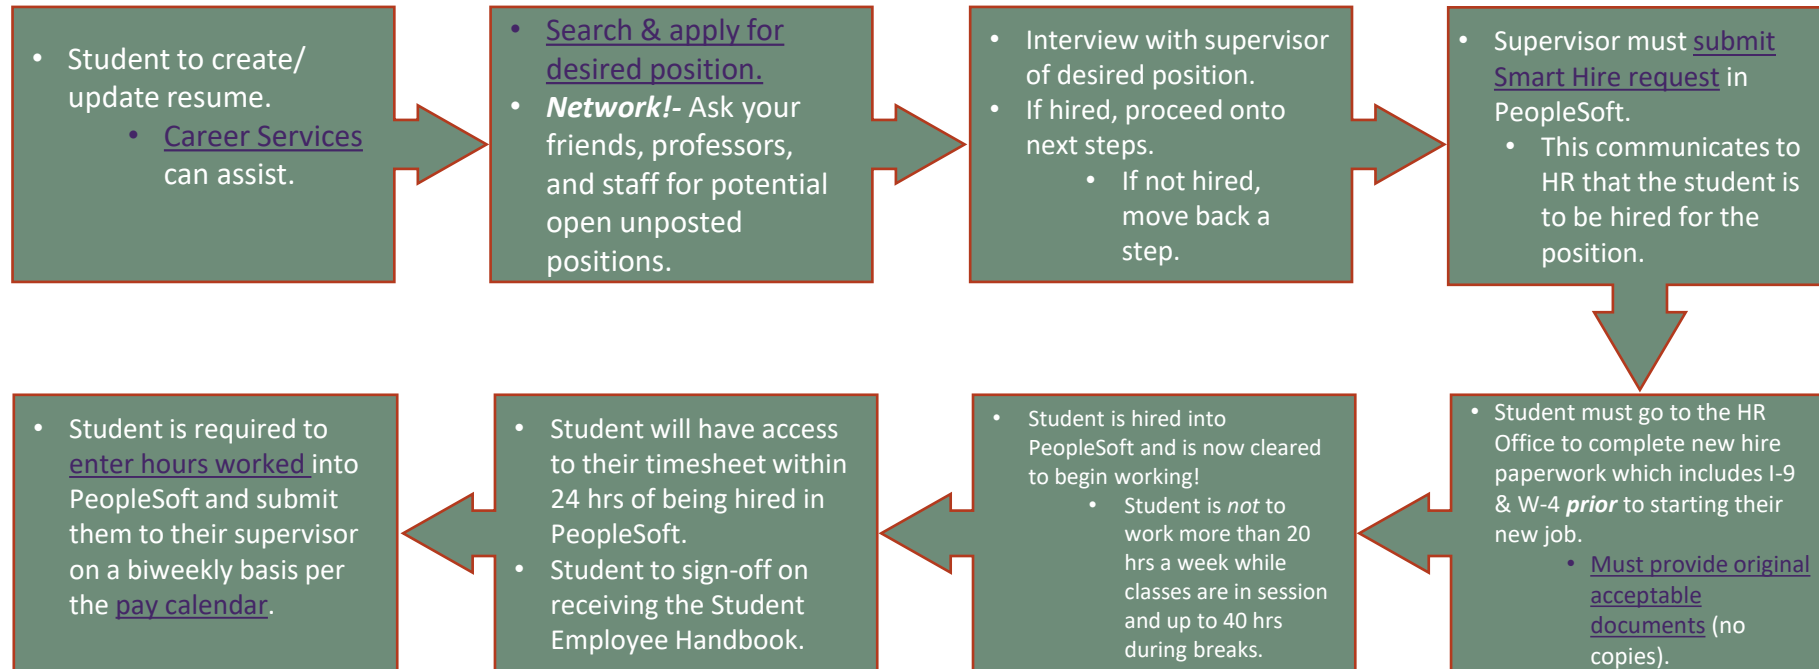 • Student to create/
update resume.
• Career Services
can assist.
• Search & apply for
desired position.
• Network!- Ask your
friends, professors,
and staff for potential
open unposted
positions.
• Interview with supervisor
of desired position.
• If hired, proceed onto
next steps.
• If not hired,
move back a
step.
• Supervisor must submit
Smart Hire request in
PeopleSoft.
• This communicates to
HR that the student is
to be hired for the
position.
• Student must go to the HR
Office to complete new hire
paperwork which includes I-9
& W-4 prior to starting their
new job.
• Must provide original
acceptable
documents (no
copies).
• Student is hired into
PeopleSoft and is now cleared
to begin working!
• Student is not to
work more than 20
hrs a week while
classes are in session
and up to 40 hrs
during breaks.
• Student will have access
to their timesheet within
24 hrs of being hired in
PeopleSoft.
• Student to sign-off on
receiving the Student
Employee Handbook.
• Student is required to
enter hours worked into
PeopleSoft and submit
them to their supervisor
on a biweekly basis per
the pay calendar.